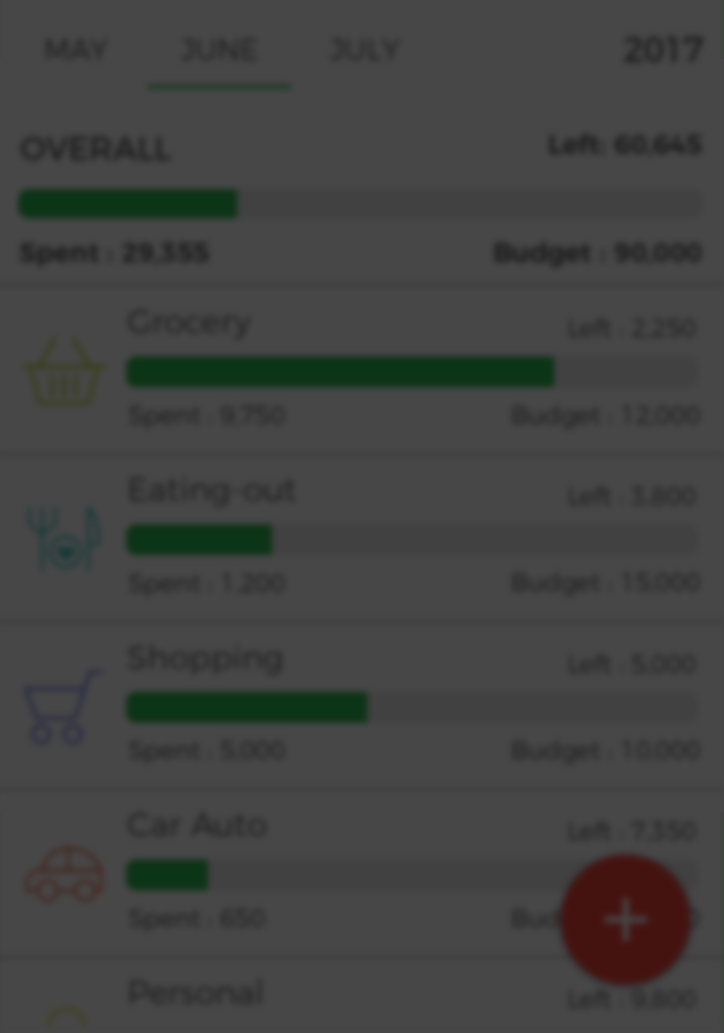 MAY JUNE JULY 2017
OVERALL Left: 60,645
Spent : 29,355 Budget : 90,000
Grocery Left : 2,250
Spent : 9,750 Budget : 12,000
Eating-out Left : 3,800
Spent : 1,200 Budget : 15,000
Shopping Left : 5,000
Spent : 5,000 Budget : 10,000
Car Auto Left : 7,350
Spent : 650
Personal Left : 9,800